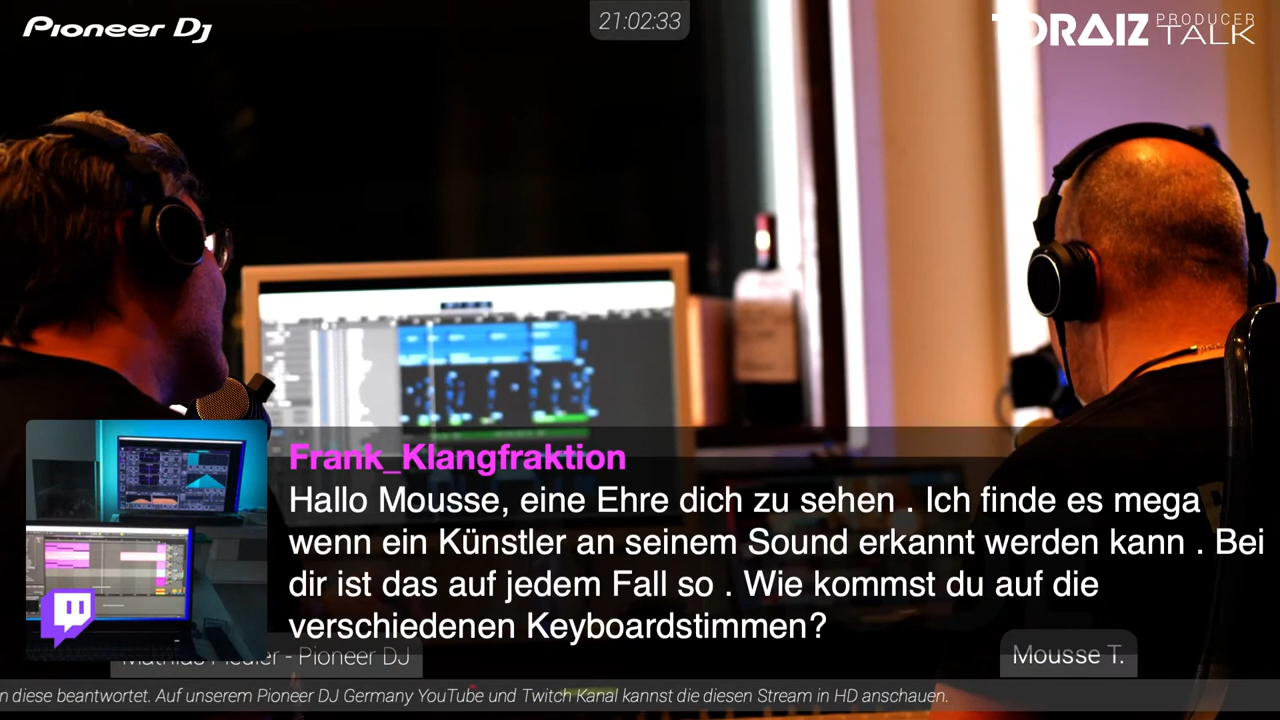 Pioneer Dj
21:02:33
TORAIZ PRODUCER TALK
Frank_Klangfraktion
Hallo Mousse, eine Ehre dich zu sehen . Ich finde es mega
wenn ein Künstler an seinem Sound erkannt werden kann . Bei
dir ist das auf jedem Fall so . Wie kommst du auf die
verschiedenen Keyboardstimmen?
- Pioneer DJ
Mousse T.
n diese beantwortet. Auf unserem Pioneer DJ Germany YouTube und Twitch Kanal kannst die diesen Stream in HD anschauen.